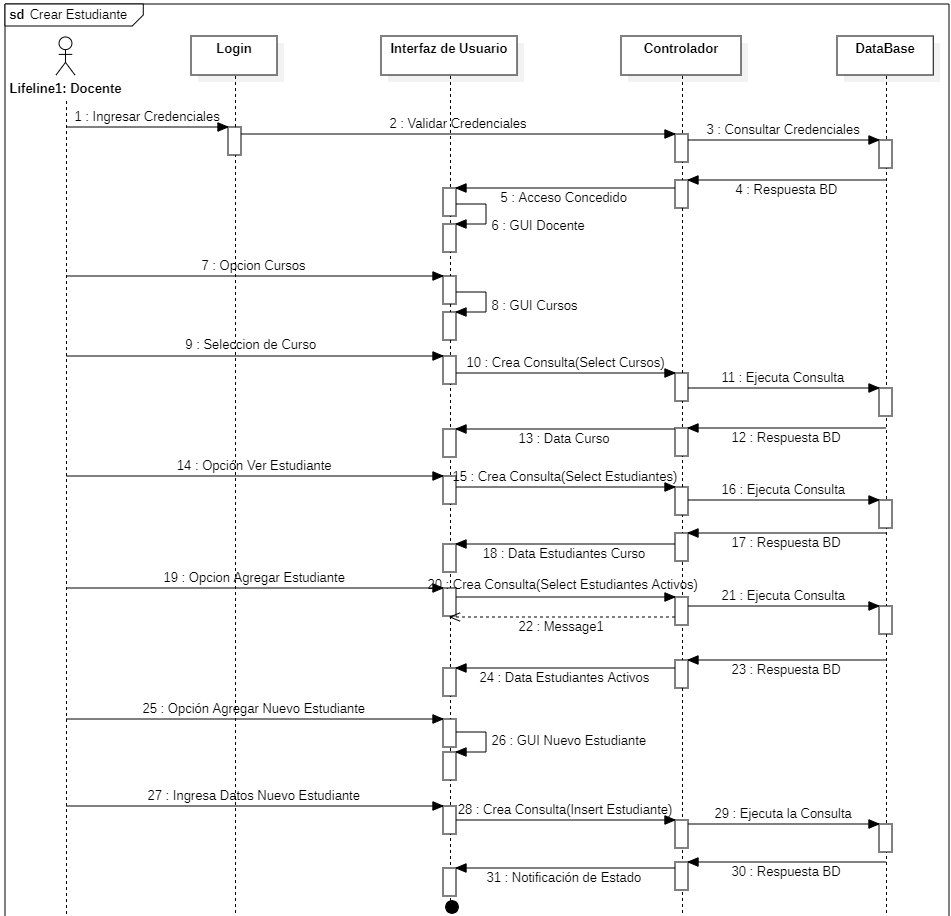 sd Crear Estudiante
Login
Interfaz de Usuario
Controlador
DataBase
Lifeline1: Docente
1 : Ingresar Credenciales
2 : Validar Credenciales
3 : Consultar Credenciales
4 : Respuesta BD
5 : Acceso Concedido
6 : GUI Docente
7 : Opcion Cursos
8 : GUI Cursos
9 : Seleccion de Curso
10 : Crea Consulta(Select Cursos)
11 : Ejecuta Consulta
12 : Respuesta BD
13 : Data Curso
14 : Opción Ver Estudiante
15 : Crea Consulta(Select Estudiantes)
16 : Ejecuta Consulta
17 : Respuesta BD
18 : Data Estudiantes Curso
19 : Opcion Agregar Estudiante
20 : Crea Consulta(Select Estudiantes Activos)
21 : Ejecuta Consulta
22 : Message1
23 : Respuesta BD
24 : Data Estudiantes Activos
25 : Opción Agregar Nuevo Estudiante
26 : GUI Nuevo Estudiante
27 : Ingresa Datos Nuevo Estudiante
28 : Crea Consulta(Insert Estudiante)
29 : Ejecuta la Consulta
30 : Respuesta BD
31 : Notificación de Estado